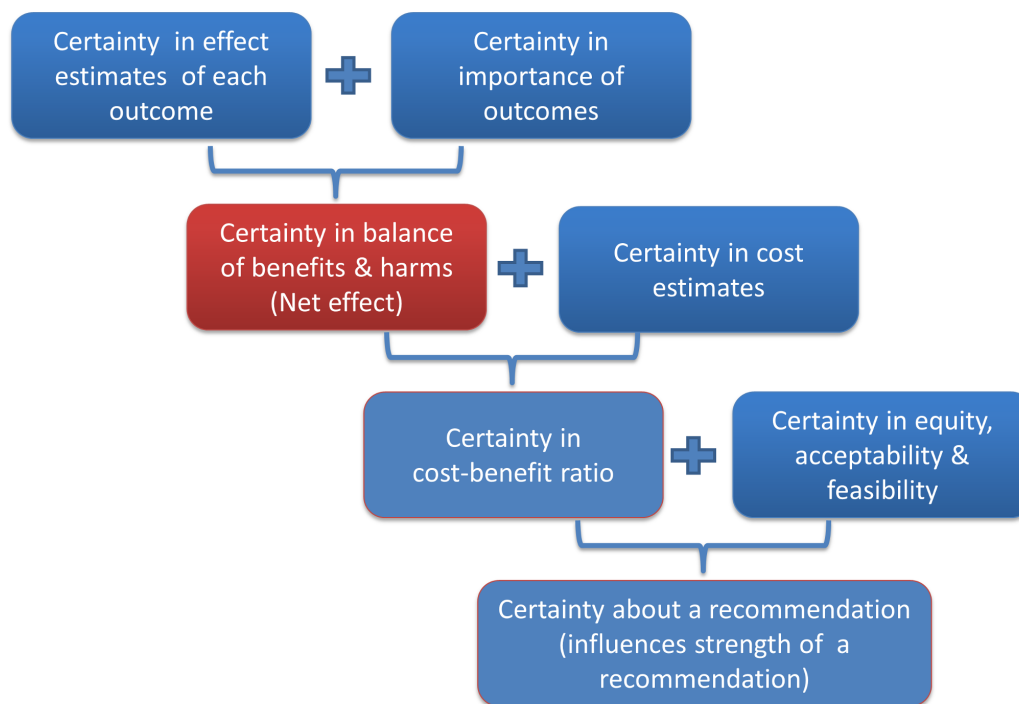 Certainty in effect
estimates of each
outcome
Certainty in
importance of
outcomes
Certainty in balance
of benefits & harms
(Net effect)
Certainty in cost
estimates
Certainty in
cost-benefit ratio
Certainty in equity,
acceptability &
feasibility
Certainty about a recommendation
(influences strength of a
recommendation)